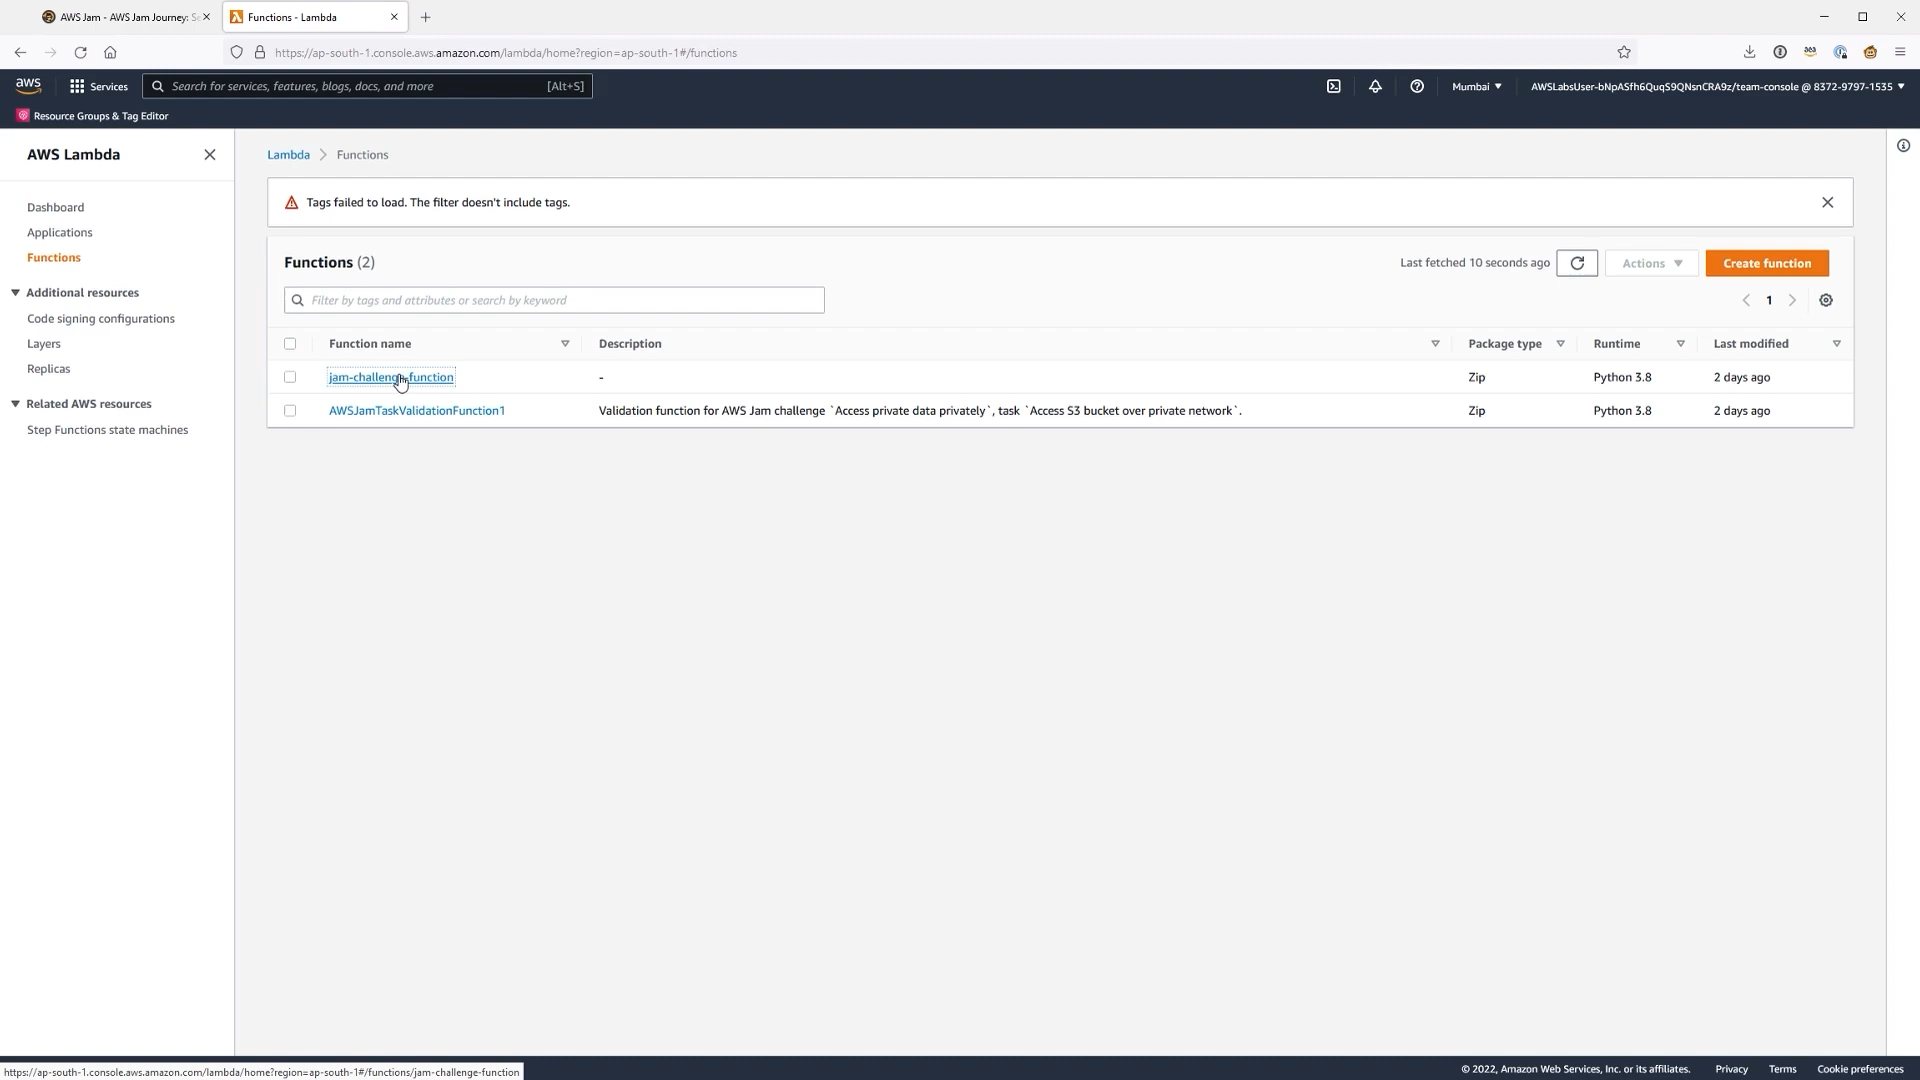 AWS Jam - AWS Jam Journey: Se
Functions - Lambda
https://ap-south-1.console.aws.amazon.com/lambda/home?region=ap-south-1#/functions
aws
Services
Search for services, features, blogs, docs, and more
[Alt+S]
Mumbai
AWSLabsUser-bNpASfh6QuqS9QNsnCRA9z/team-console @ 8372-9797-1535
Resource Groups & Tag Editor
AWS Lambda
Dashboard
Applications
Functions
Additional resources
Code signing configurations
Layers
Replicas
Related AWS resources
Step Functions state machines
Lambda > Functions
Tags failed to load. The filter doesn't include tags.
Functions (2)
Last fetched 10 seconds ago
Actions
Create function
Filter by tags and attributes or search by keyword
1
Function name Description Package type Runtime Last modified
jam-challenge-function - Zip Python 3.8 2 days ago
AWSJamTaskValidationFunction1 Validation function for AWS Jam challenge `Access private data privately`, task `Access S3 bucket over private network`. Zip Python 3.8 2 days ago
https://ap-south-1.console.aws.amazon.com/lambda/home?region=ap-south-1#/functions/jam-challenge-function
© 2022, Amazon Web Services, Inc. or its affiliates. Privacy Terms Cookie preferences